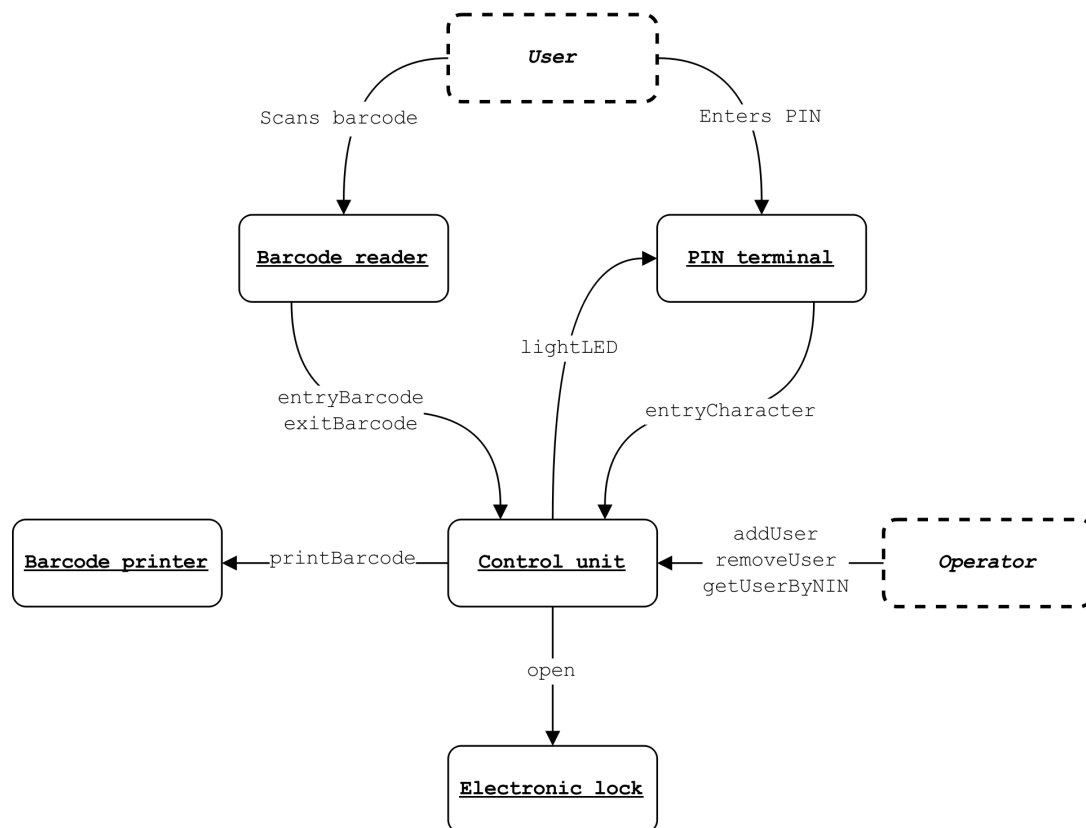 User
Scans barcode
Enters PIN
Barcode reader
PIN terminal
lightLED
entryBarcode
exitBarcode
entryCharacter
Barcode printer
printBarcode
Control unit
addUser
removeUser
getUserByNIN
Operator
open
Electronic lock